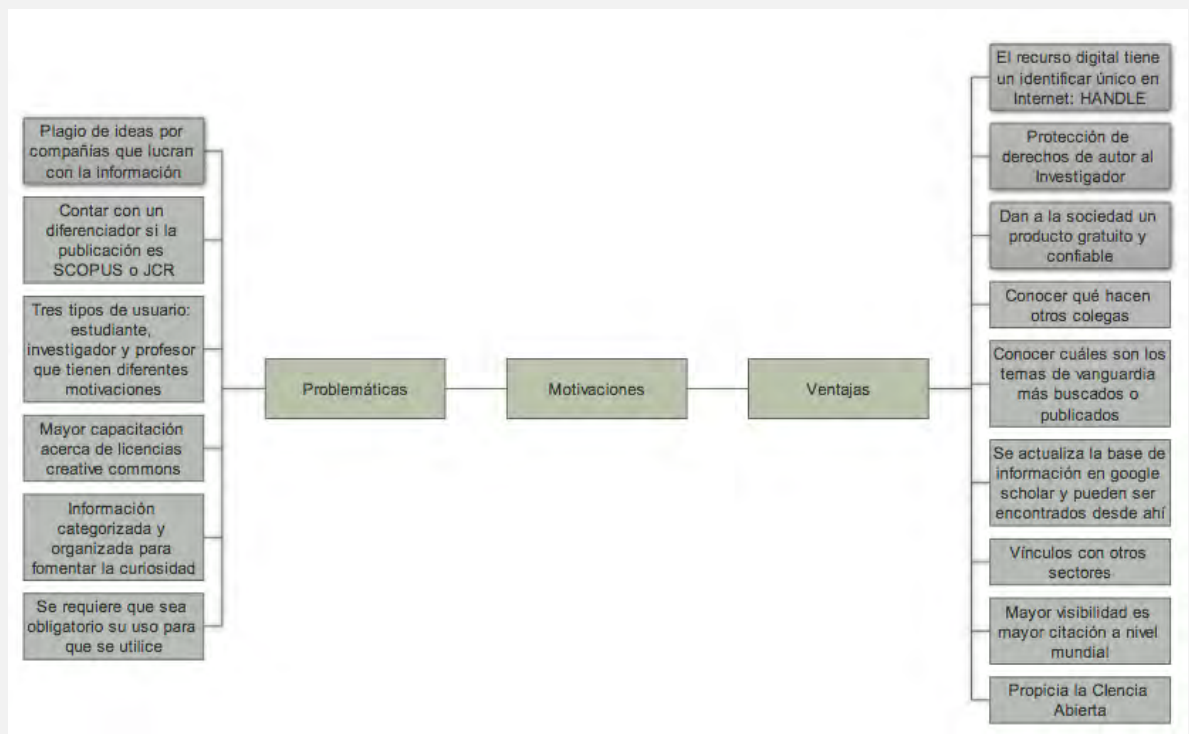 Plagio de ideas por
compañias que lucran
con la información
Contar con un
diferenciador si la
publicación es
SCOPUS o JCR
Tres tipos de usuario:
estudiante,
investigador y profesor
que tienen diferentes
motivaciones
Mayor capacitación
acerca de licencias
creative commons
Información
categorizada y
organizada para
fomentar la curiosidad
Se requiere que sea
obligatorio su uso para
que se utilice
Problemáticas
Motivaciones
Ventajas
El recurso digital tiene
un identificar único en
Internet: HANDLE
Protección de
derechos de autor al
Investigador
Dan a la sociedad un
producto gratuito y
confiable
Conocer qué hacen
otros colegas
Conocer cuáles son los
temas de vanguardia
más buscados o
publicados
Se actualiza la base de
información en google
scholar y pueden ser
encontrados desde ahí
Vínculos con otros
sectores
Mayor visibilidad es
mayor citación a nivel
mundial
Propicia la CIencia
Abierta